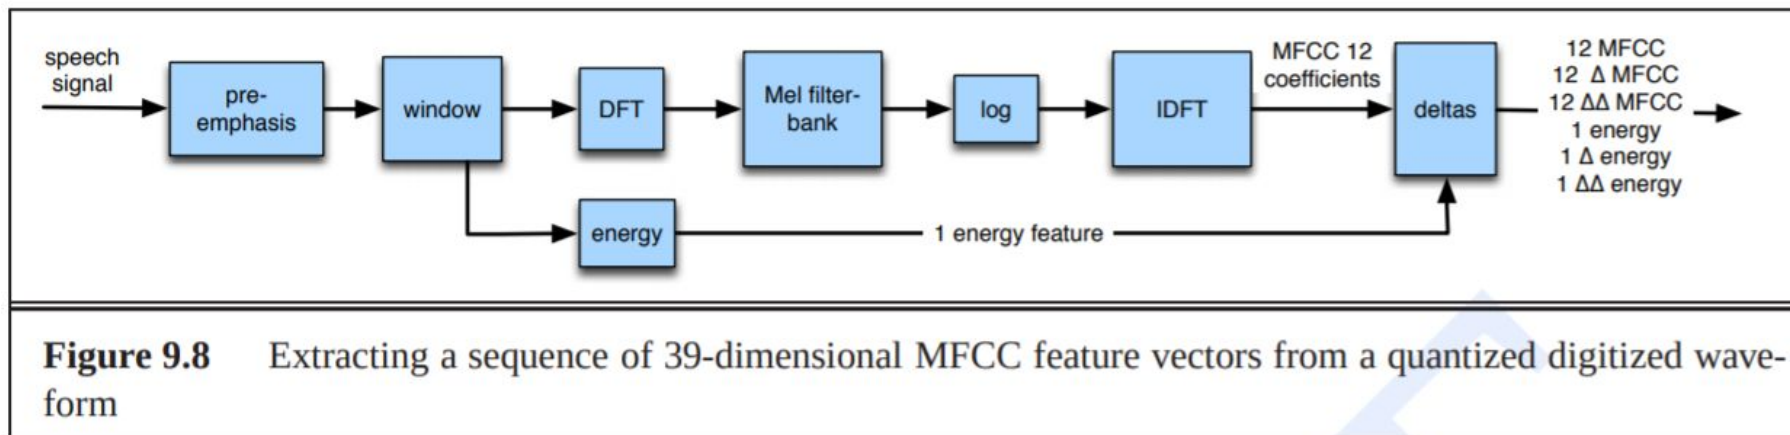 speech
signal
pre-
emphasis
window
DFT
Mel filter-
bank
log
IDFT
MFCC 12
coefficients
deltas
12 MFCC
12 Δ MFCC
12 ΔΔ MFCC
1 energy
1 Δ energy
1 ΔΔ energy
energy
1 energy feature
Figure 9.8 Extracting a sequence of 39-dimensional MFCC feature vectors from a quantized digitized wave-
form